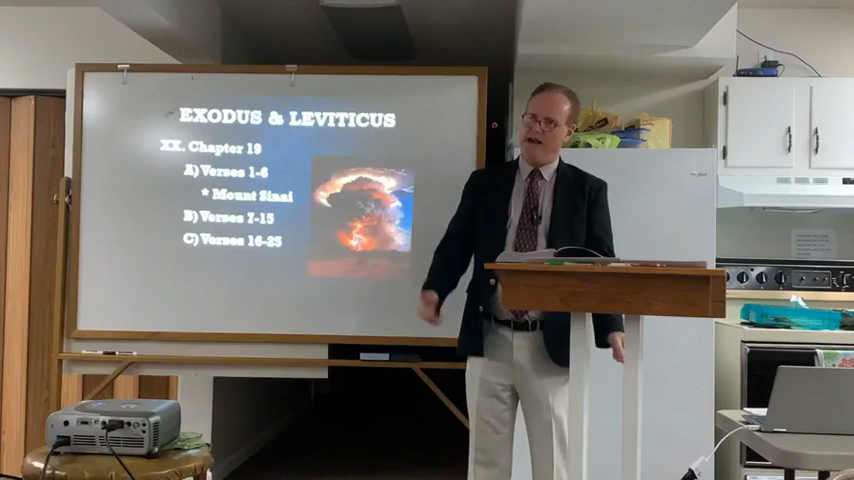 EXODUS & LEVITICUS
XX. Chapter 19
A) Verses 1-6
* Mount Sinai
B) Verses 7-15
C) Verses 16-25